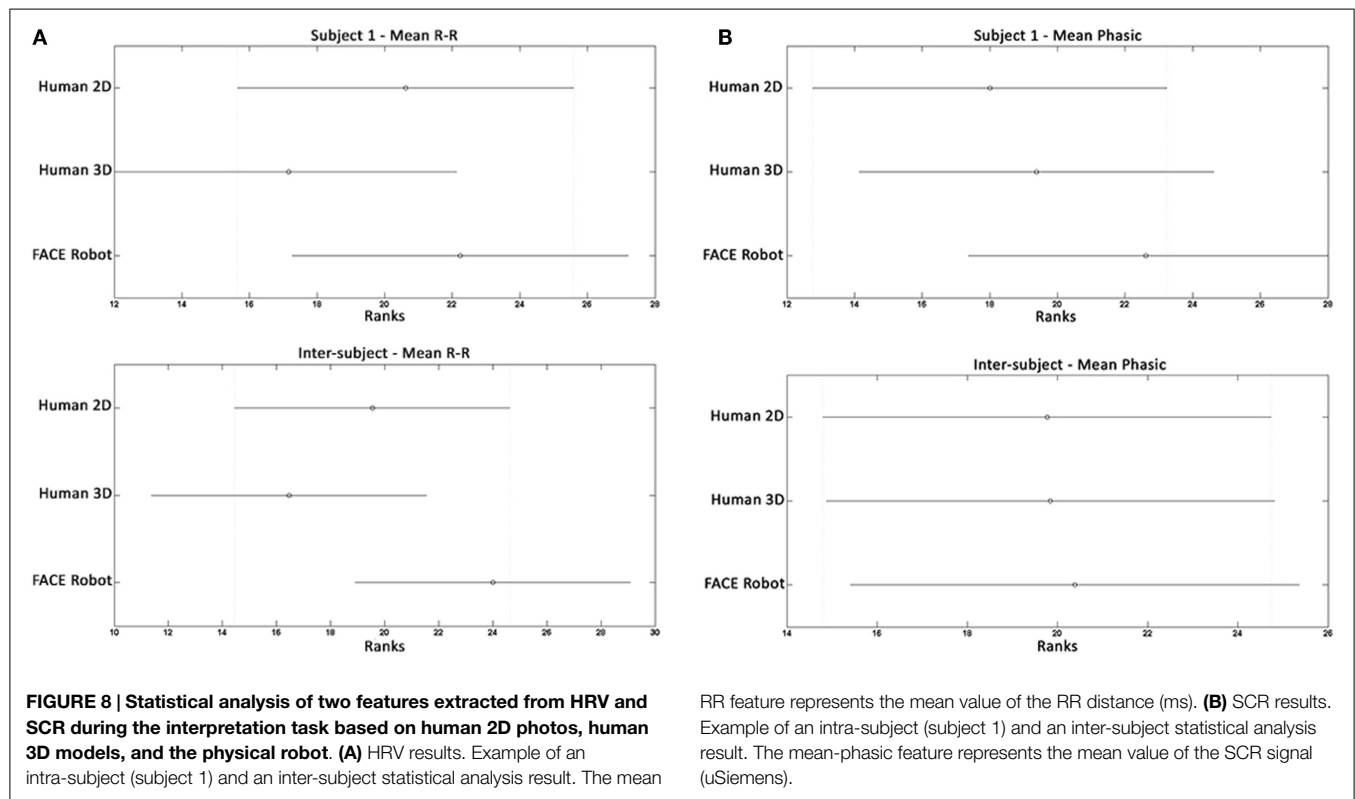 A
Subject 1 - Mean R-R
Human 2D
Human 3D
FACE Robot
12 14 16 18 20 22 24 26 28
Ranks
Inter-subject - Mean R-R
Human 2D
Human 3D
FACE Robot
10 12 14 16 18 20 22 24 26 28 30
Ranks
B
Subject 1 - Mean Phasic
Human 2D
Human 3D
FACE Robot
12 14 16 18 20 22 24 26 28
Ranks
Inter-subject - Mean Phasic
Human 2D
Human 3D
FACE Robot
14 16 18 20 22 24 26
Ranks
FIGURE 8 | Statistical analysis of two features extracted from HRV and
SCR during the interpretation task based on human 2D photos, human
3D models, and the physical robot. (A) HRV results. Example of an
intra-subject (subject 1) and an inter-subject statistical analysis result. The mean
RR feature represents the mean value of the RR distance (ms). (B) SCR results.
Example of an intra-subject (subject 1) and an inter-subject statistical analysis
result. The mean-phasic feature represents the mean value of the SCR signal
(uSiemens).